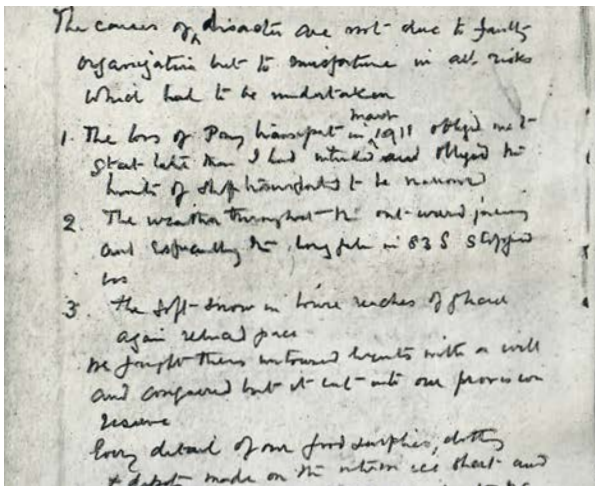 The causes of disaster are not due to faulty
organisation but to misfortune in all risks
which had to be undertaken
1. The loss of Pony transport in March 1911 obliged me to
start later than I had intended and obliged the
limits of stuff transported to be narrowed
2. The weather throughout the outward journey
and especially the long gale in 83 S stopped
us
3. The soft snow in lower reaches of glacier
again reduced pace
We fought these untoward events with a will
and conquered but it cut into our provision
reserve
Every detail of our food supplies, clothing
+ depots made on the interior ice sheet and